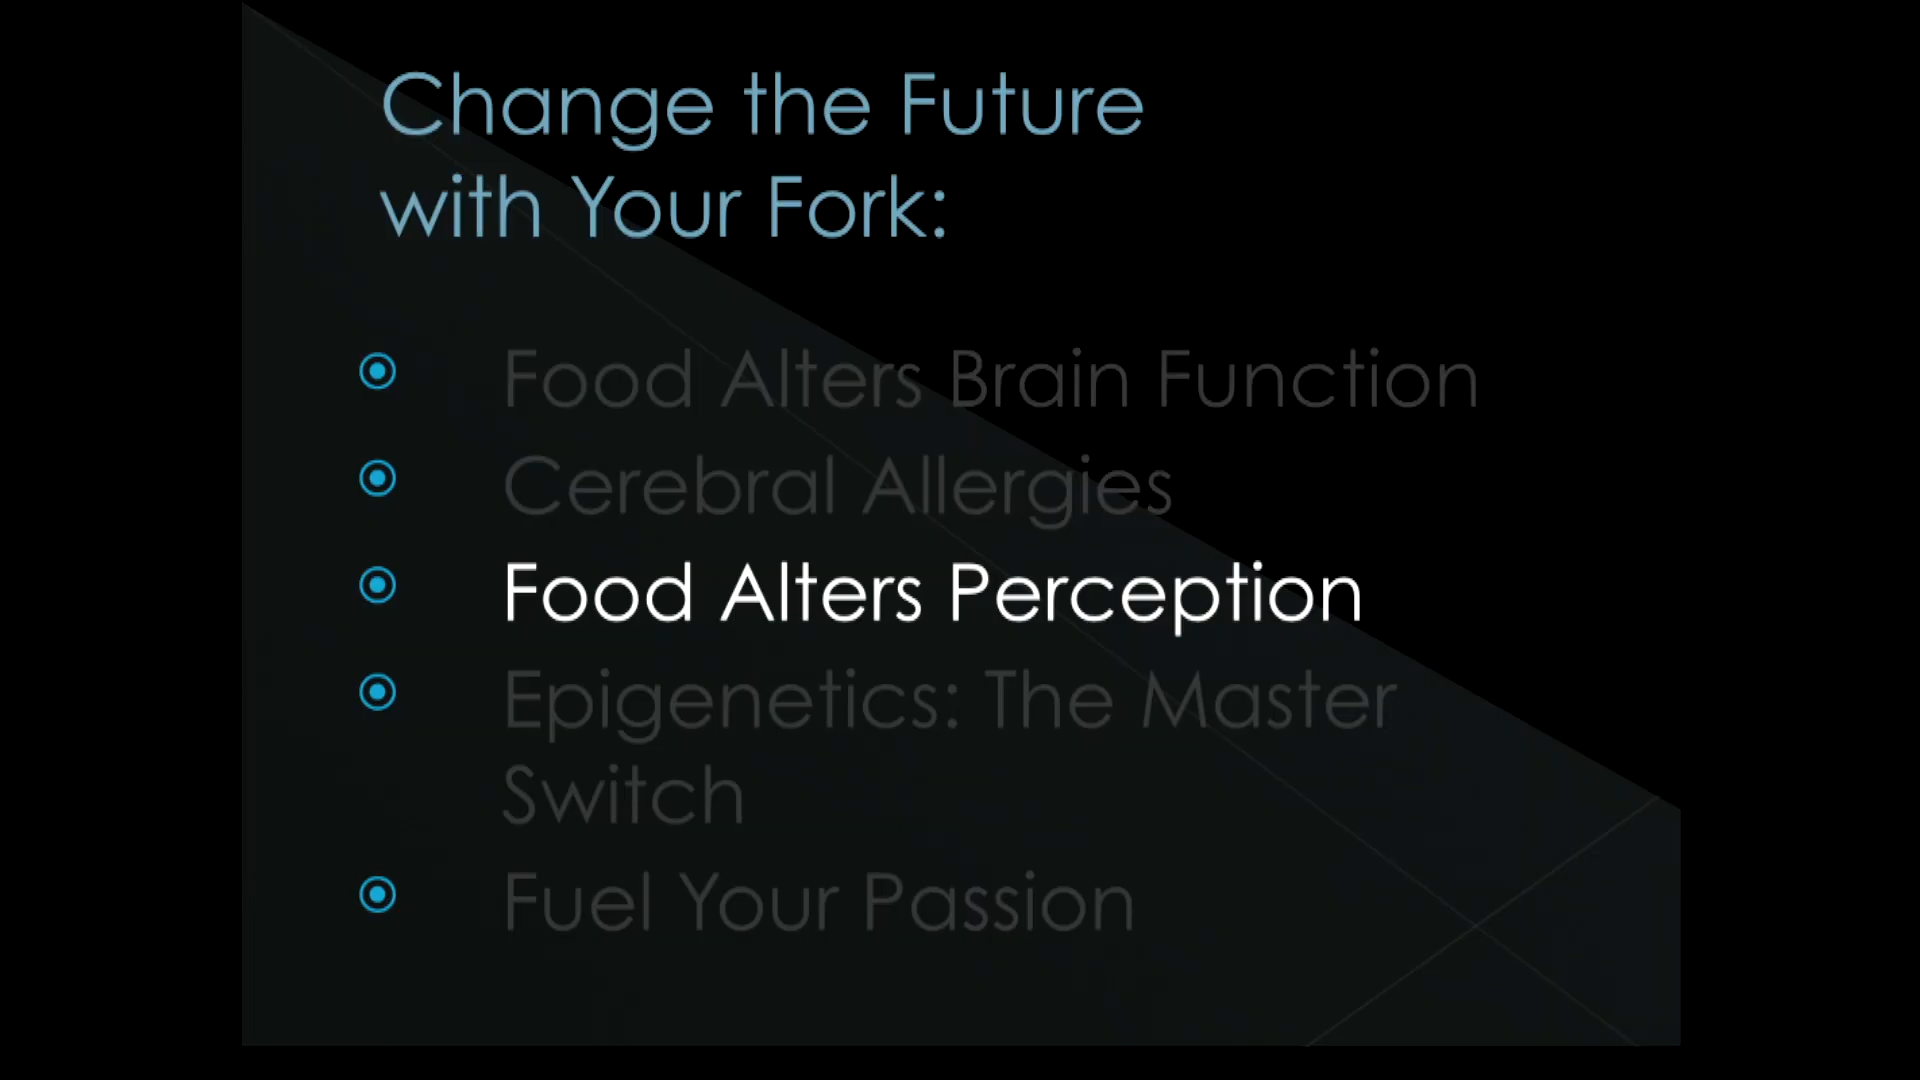 Change the Future
with Your Fork:
Food Alters Brain Function
Cerebral Allergies
Food Alters Perception
Epigenetics: The Master
Switch
Fuel Your Passion